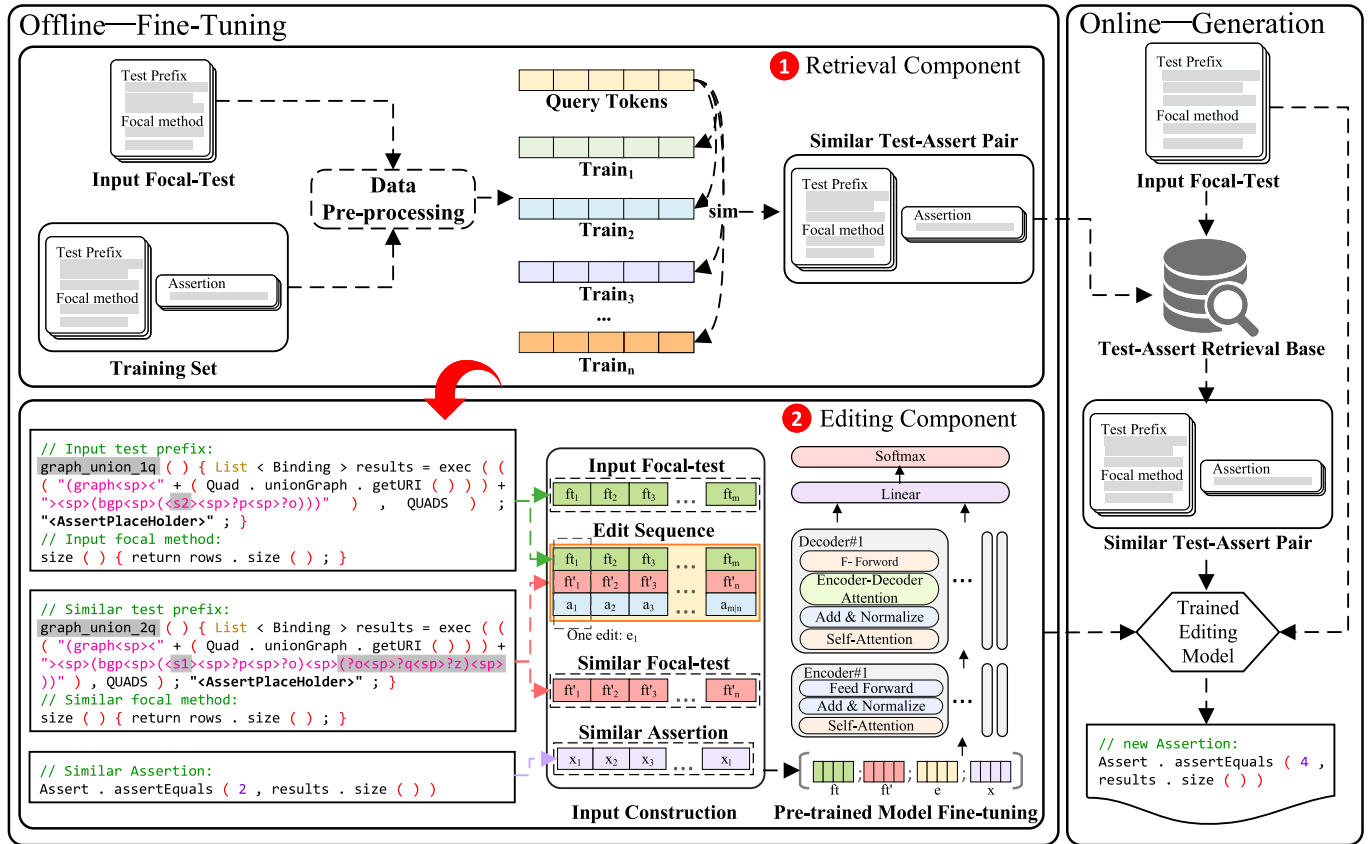 Offline—Fine-Tuning
1 Retrieval Component
Test Prefix
Focal method
Input Focal-Test
Test Prefix
Focal method
Assertion
Training Set
Data
Pre-processing
Query Tokens
Train1
Train2
Train3
...
Trainn
sim
Similar Test-Assert Pair
Test Prefix
Focal method
Assertion
2 Editing Component
// Input test prefix:
graph_union_1q ( ) { List < Binding > results = exec ( (
( "(graph<sp><" + ( Quad . unionGraph . getURI ( ) ) ) +
"><sp>(bgp<sp>(<s2><sp>?p<sp>?o)))" ) , QUADS ) ;
"<AssertPlaceHolder>" ; }
// Input focal method:
size ( ) { return rows . size ( ) ; }
// Similar test prefix:
graph_union_2q ( ) { List < Binding > results = exec ( (
( "(graph<sp><" + ( Quad . unionGraph . getURI ( ) ) ) +
"><sp>(bgp<sp>(<s1><sp>?p<sp>?o)<sp>(?o<sp>?q<sp>?z)<sp>
))" ) , QUADS ) ; "<AssertPlaceHolder>" ; }
// Similar focal method:
size ( ) { return rows . size ( ) ; }
// Similar Assertion:
Assert . assertEquals ( 2 , results . size ( ) )
Input Focal-test
ft1 ft2 ft3 ... ftm
Edit Sequence
ft1 ft2 ft3 ... ftm
ft'1 ft'2 ft'3 ... ft'n
a1 a2 a3 ... am|n
One edit: e1
Similar Focal-test
ft'1 ft'2 ft'3 ... ft'n
Similar Assertion
x1 x2 x3 ... xl
Input Construction
Softmax
Linear
Decoder#1
F- Forword
Encoder-Decoder
Attention
Add & Normalize
Self-Attention
...
Encoder#1
Feed Forward
Add & Normalize
Self-Attention
...
; ; ;
ft ft' e x
Pre-trained Model Fine-tuning
Online—Generation
Test Prefix
Focal method
Input Focal-Test
Test-Assert Retrieval Base
Test Prefix
Focal method
Assertion
Similar Test-Assert Pair
Trained
Editing
Model
// new Assertion:
Assert . assertEquals ( 4 ,
results . size ( ) )